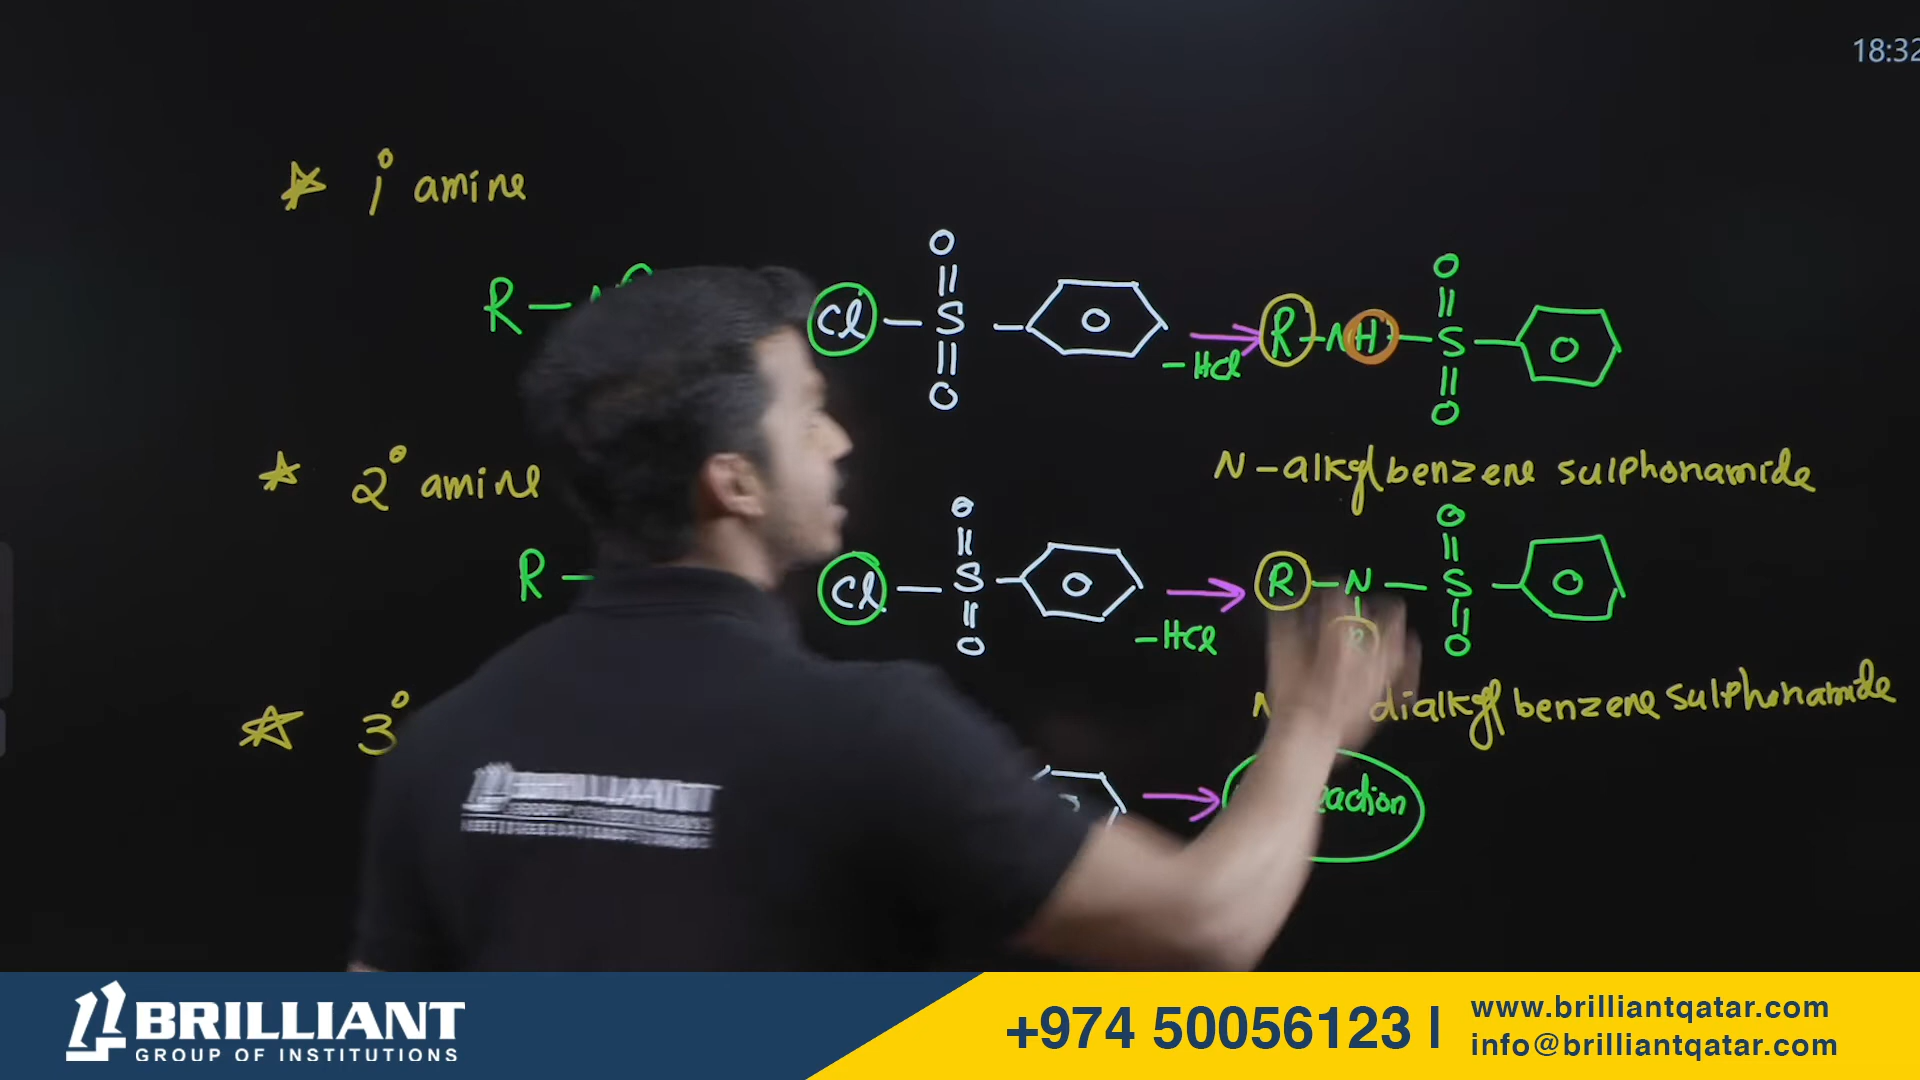 18:32
☆ 1° amine
R –
Cl – S – O
O
O
→ – HCl
R – NH – S – O
O
O
N – alkyl benzene sulphonamide
☆ 2° amine
R –
Cl – S – O
O
O
→ – HCl
R – N – S – O
R
O
O
dialkyl benzene sulphonamide
☆ 3°
→
BRILLIANT
GROUP OF INSTITUTIONS
+974 50056123 |
www.brilliantqatar.com
info@brilliantqatar.com